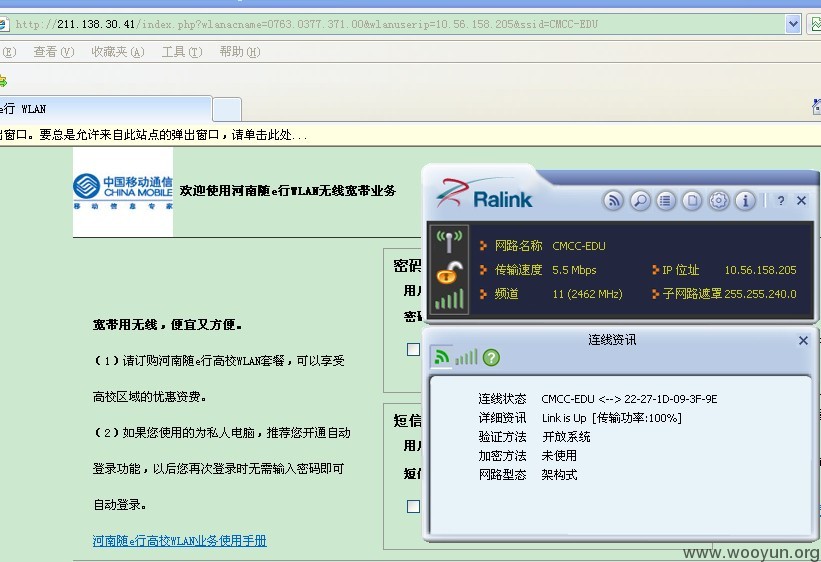 http://211.138.30.41/index.php?wlanacname=0763.0377.371.00&wlanuserip=10.56.158.205&ssid=CMCC-EDU
(E) 查看(V) 收藏夹(A) 工具(T) 帮助(H)
e行 WLAN
出窗口。要总是允许来自此站点的弹出窗口，请单击此处...
中国移动通信
CHINA MOBILE
移动信息专家
欢迎使用河南随e行WLAN无线宽带业务
密码
用户
密码
宽带用无线，便宜又方便。
（1）请订购河南随e行高校WLAN套餐，可以享受
高校区域的优惠资费。
（2）如果您使用的为私人电脑，推荐您开通自动
登录功能，以后您再次登录时无需输入密码即可
自动登录。
河南随e行高校WLAN业务使用手册
短信
用户
短信
Ralink
网路名称 CMCC-EDU
传输速度 5.5 Mbps IP 位址 10.56.158.205
频道 11 (2462 MHz) 子网路遮罩 255.255.240.0
连线资讯
连线状态 CMCC-EDU <--> 22-27-1D-09-3F-9E
详细资讯 Link is Up [传输功率:100%]
验证方法 开放系统
加密方法 未使用
网路型态 架构式
www.wooyun.org